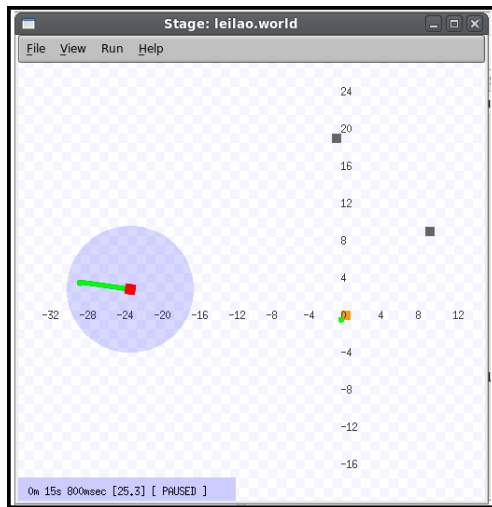 Stage: leilao.world
File View Run Help
24
20
16
12
8
4
-32 -28 -24 -20 -16 -12 -8 -4 0 4 8 12
-4
-8
-12
-16
0m 15s 800msec [25.3] [ PAUSED ]